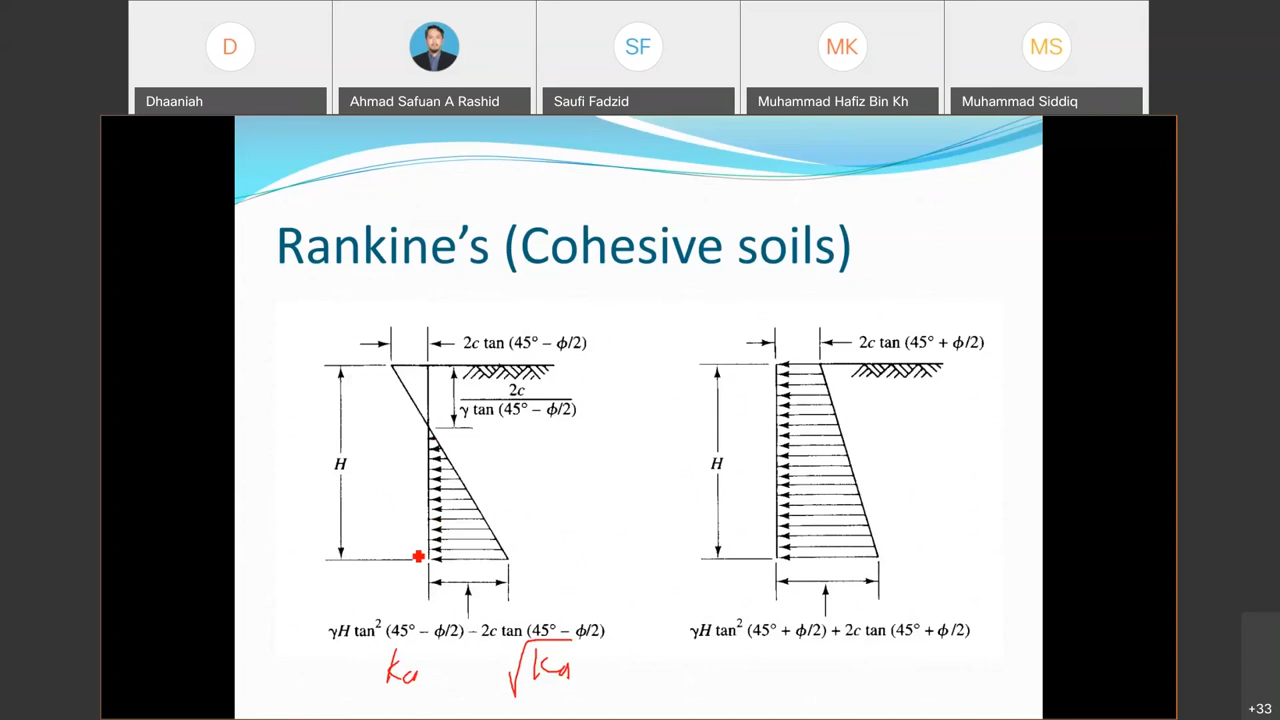 D
SF
MK
MS
Dhaaniah
Ahmad Safuan A Rashid
Saufi Fadzid
Muhammad Hafiz Bin Kh
Muhammad Siddiq
Rankine's (Cohesive soils)
2c tan (45° − ϕ/2)
2c
γ tan (45° − ϕ/2)
H
γH tan² (45° − ϕ/2) − 2c tan (45° − ϕ/2)
Ka
√Ka
2c tan (45° + ϕ/2)
H
γH tan² (45° + ϕ/2) + 2c tan (45° + ϕ/2)
+33